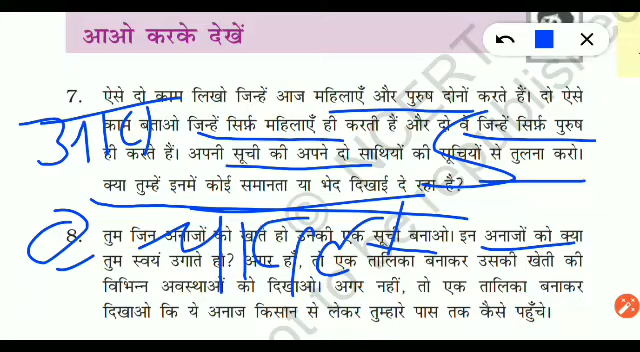 आओ करके देखें
7. ऐसे दो काम लिखो जिन्हें आज महिलाएँ और पुरुष दोनों करते हैं। दो ऐसे
काम बताओ जिन्हें सिर्फ़ महिलाएँ ही करती हैं और दो वे जिन्हें सिर्फ़ पुरुष
ही करते हैं। अपनी सूची की अपने दो साथियों की सूचियों से तुलना करो।
क्या तुम्हें इनमें कोई समानता या भेद दिखाई दे रहा है?
8. तुम जिन अनाजों को खाते हो उनकी एक सूची बनाओ। इन अनाजों को क्या
तुम स्वयं उगाते हो? अगर हाँ, तो एक तालिका बनाकर उसकी खेती की
विभिन्न अवस्थाओं को दिखाओ। अगर नहीं, तो एक तालिका बनाकर
दिखाओ कि ये अनाज किसान से लेकर तुम्हारे पास तक कैसे पहुँचे।